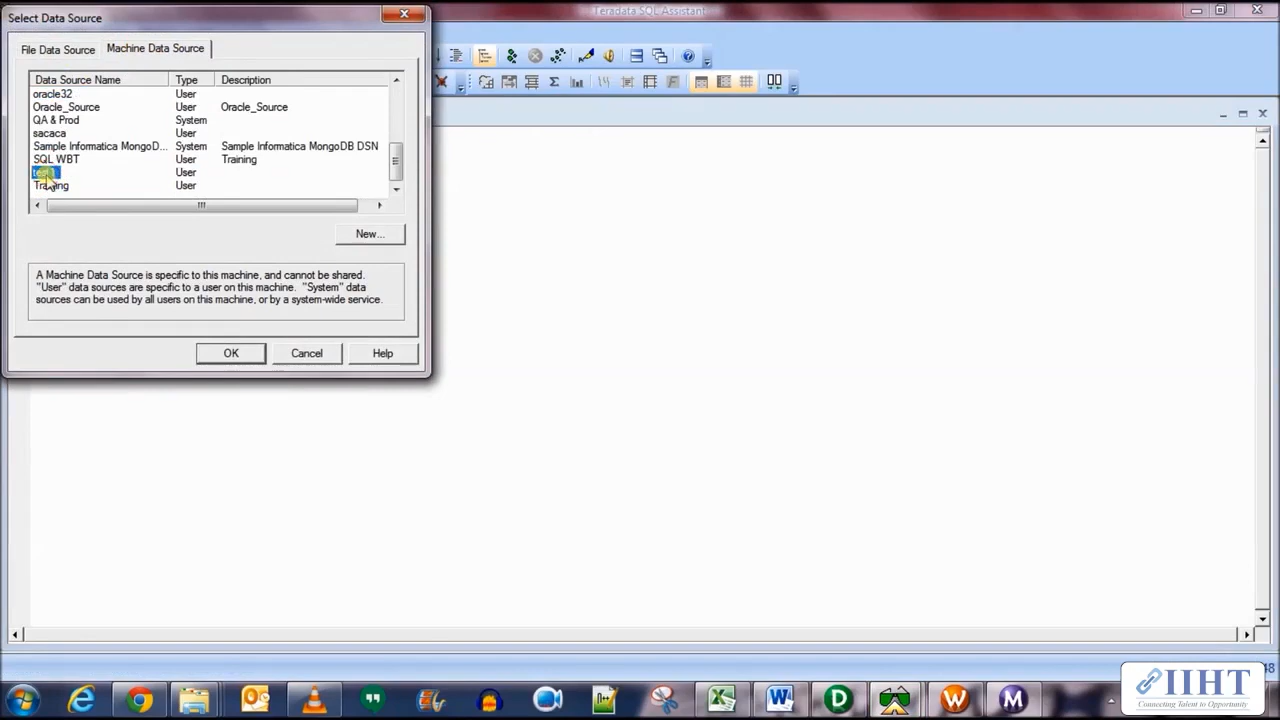 Select Data Source
Teradata SQL Assistant
File Data Source
Machine Data Source
Data Source Name Type Description
oracle32 User
Oracle_Source User Oracle_Source
QA & Prod System
sacaca User
Sample Informatica MongoD... System Sample Informatica MongoDB DSN
SQL WBT User Training
User
Training User
New...
A Machine Data Source is specific to this machine, and cannot be shared.
"User" data sources are specific to a user on this machine. "System" data
sources can be used by all users on this machine, or by a system-wide service.
OK Cancel Help
IIHT
Connecting Talent to Opportunity